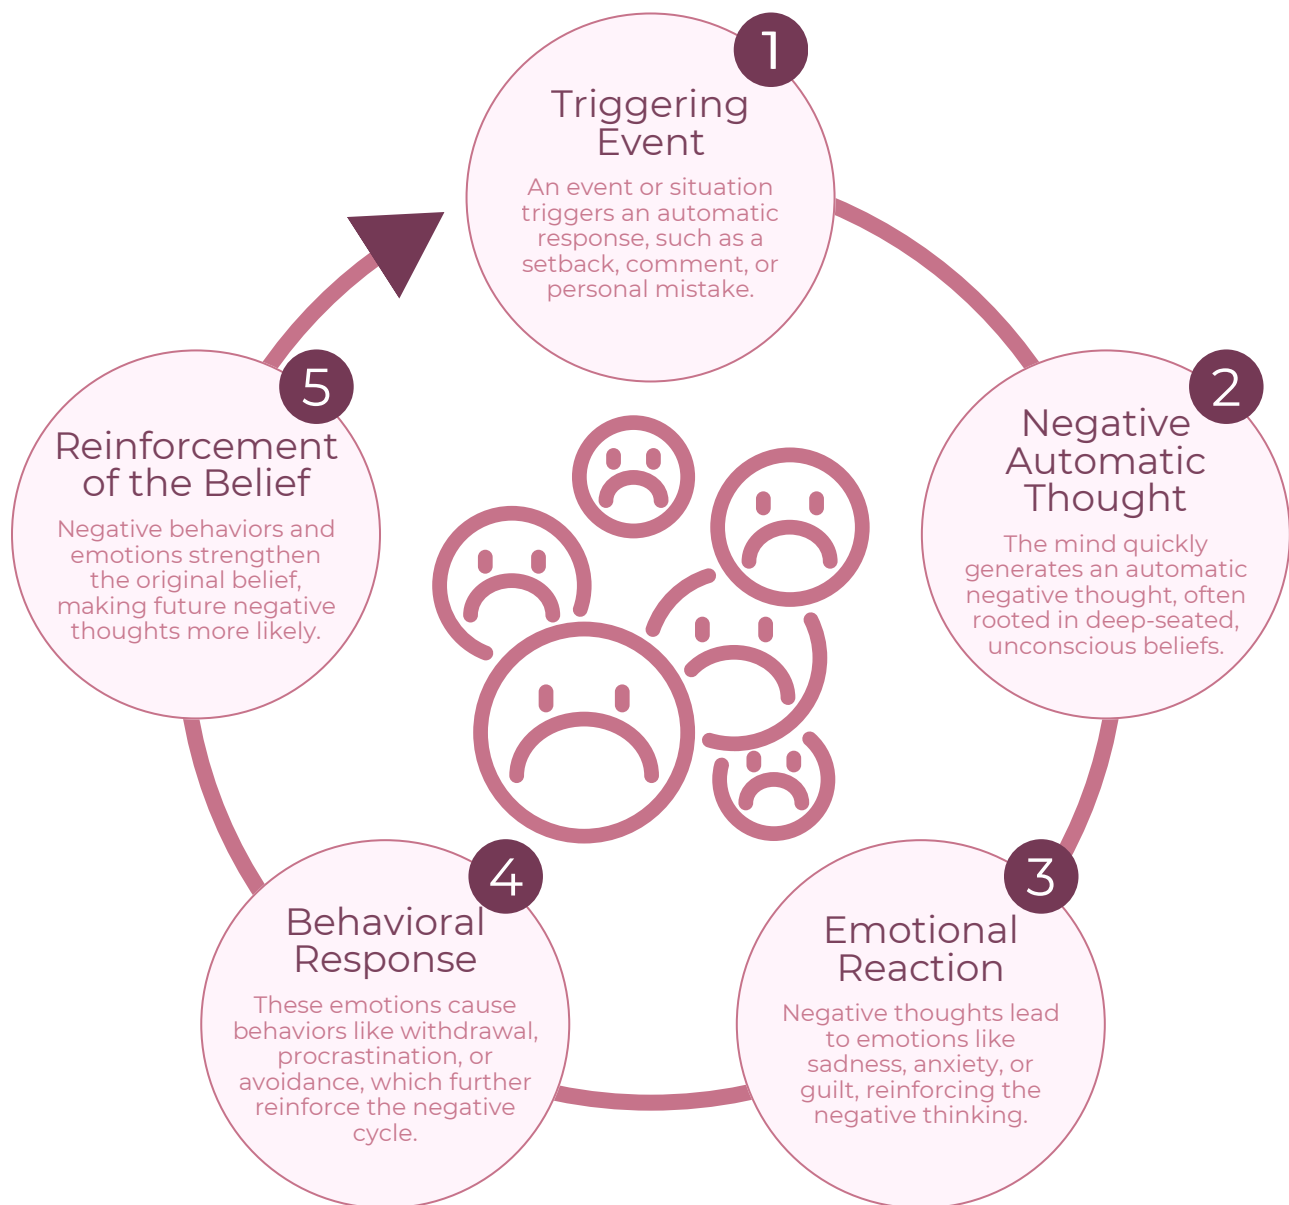 1
Triggering
Event
An event or situation
triggers an automatic
response, such as a
setback, comment, or
personal mistake.
2
Negative
Automatic
Thought
The mind quickly
generates an automatic
negative thought, often
rooted in deep-seated,
unconscious beliefs.
3
Emotional
Reaction
Negative thoughts lead
to emotions like
sadness, anxiety, or
guilt, reinforcing the
negative thinking.
4
Behavioral
Response
These emotions cause
behaviors like withdrawal,
procrastination, or
avoidance, which further
reinforce the negative
cycle.
5
Reinforcement
of the Belief
Negative behaviors and
emotions strengthen
the original belief,
making future negative
thoughts more likely.